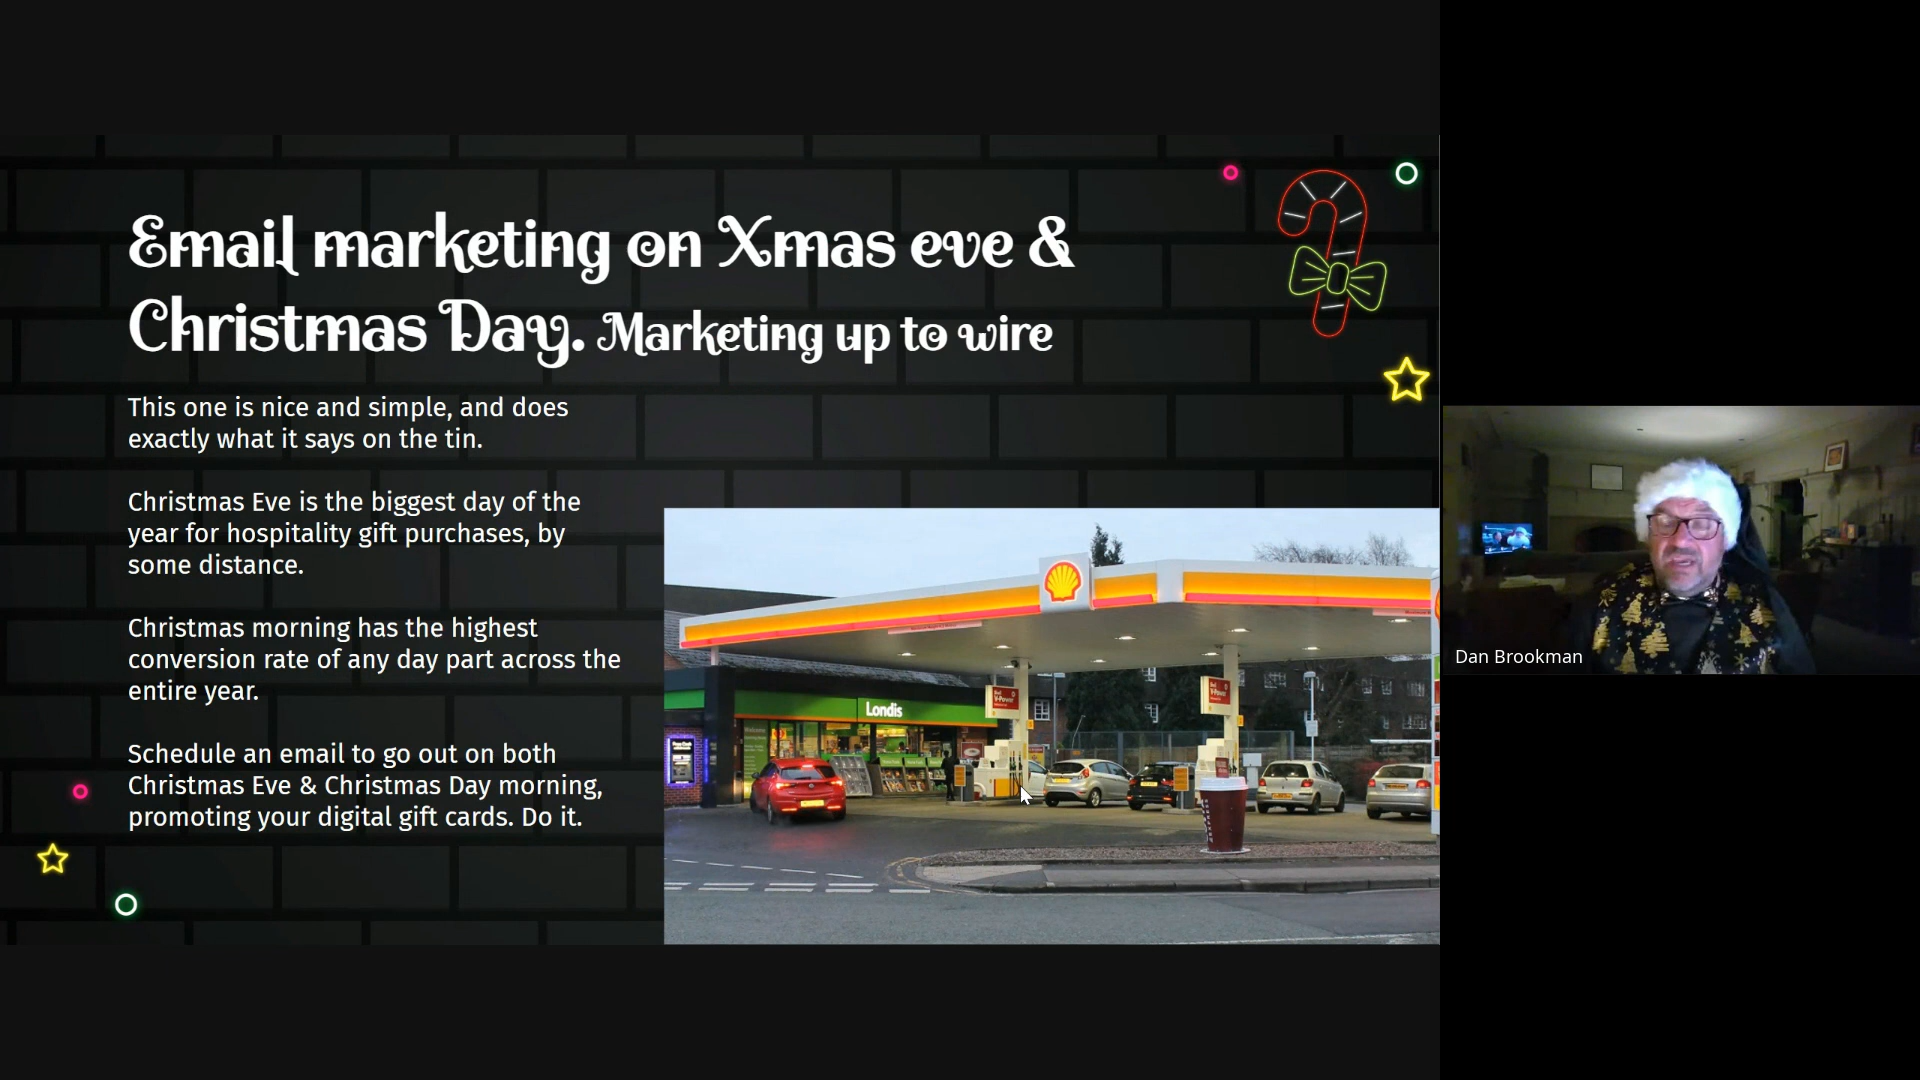 Email marketing on Xmas eve &
Christmas Day. Marketing up to wire
This one is nice and simple, and does
exactly what it says on the tin.
Christmas Eve is the biggest day of the
year for hospitality gift purchases, by
some distance.
Christmas morning has the highest
conversion rate of any day part across the
entire year.
Schedule an email to go out on both
Christmas Eve & Christmas Day morning,
promoting your digital gift cards. Do it.
Londis
V-Power
V-Power
Dan Brookman